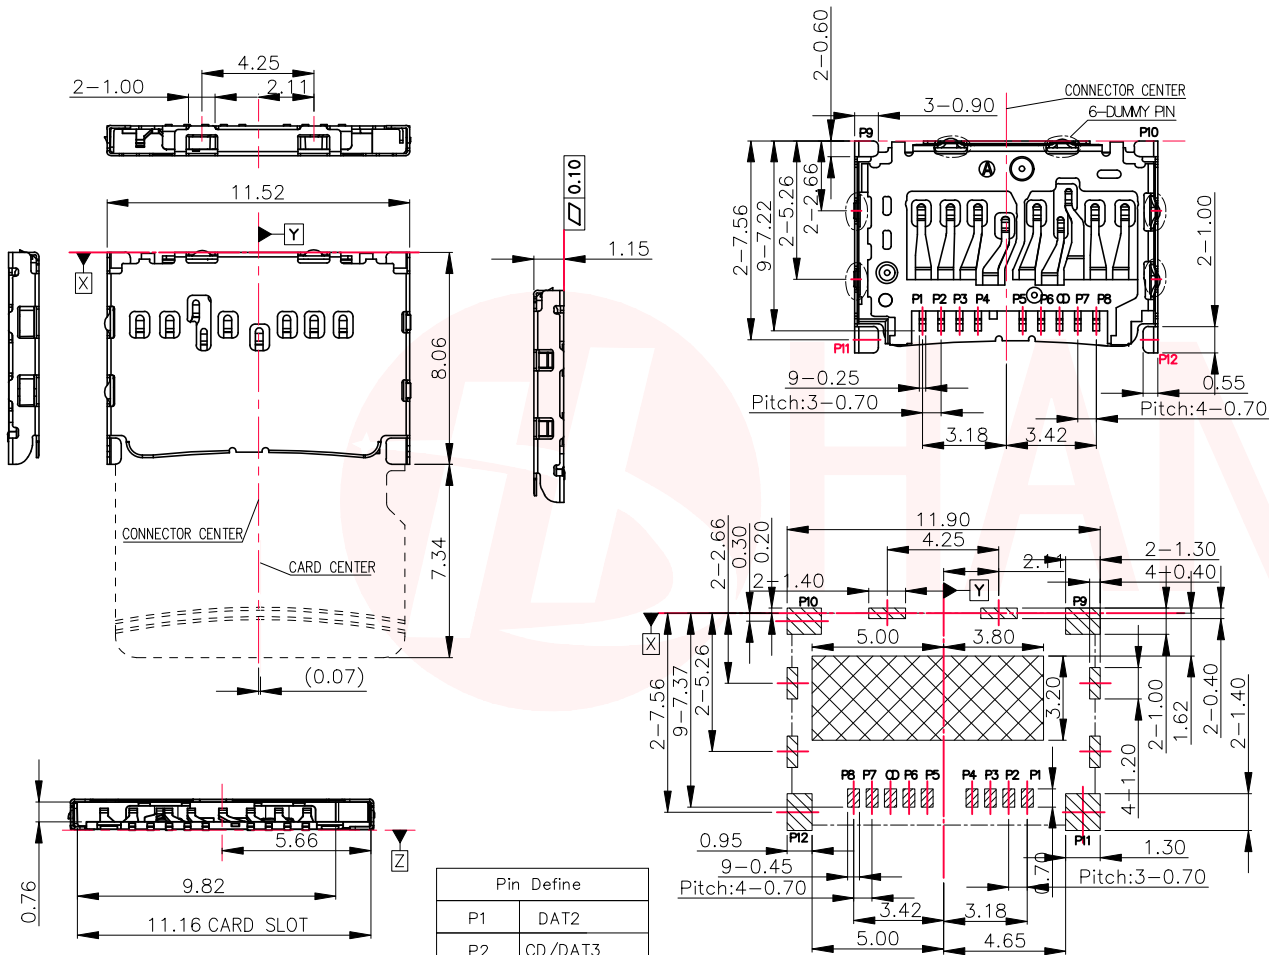 4.25
2-1.00
2.11
11.52
Y
X
8.06
7.34
CONNECTOR CENTER
CARD CENTER
(0.07)
0.10
1.15
2-0.60
3-0.90
CONNECTOR CENTER
6-DUMMY PIN
P9
P10
A
2-7.56
9-7.22
2-5.26
2-2.66
2-1.00
P1 P2 P3 P4 P5 P6 CD P7 P8
P11
P12
9-0.25
0.55
Pitch:3-0.70
Pitch:4-0.70
3.18
3.42
HAN
11.90
4.25
2.11
2-1.30
4-0.40
2-2.66
0.30
0.20
2-1.40
Y
P10
P9
X
5.00
3.80
3.20
2-7.56
9-7.37
2-5.26
4-1.20
2-1.00
1.62
2-0.40
2-1.40
P8 P7 CD P6 P5 P4 P3 P2 P1
P12
P11
0.95
0.70
1.30
9-0.45
Pitch:4-0.70
Pitch:3-0.70
3.42
3.18
5.00
4.65
0.76
5.66
Z
9.82
11.16 CARD SLOT
Pin Define
P1 DAT2
P2 CD/DAT3